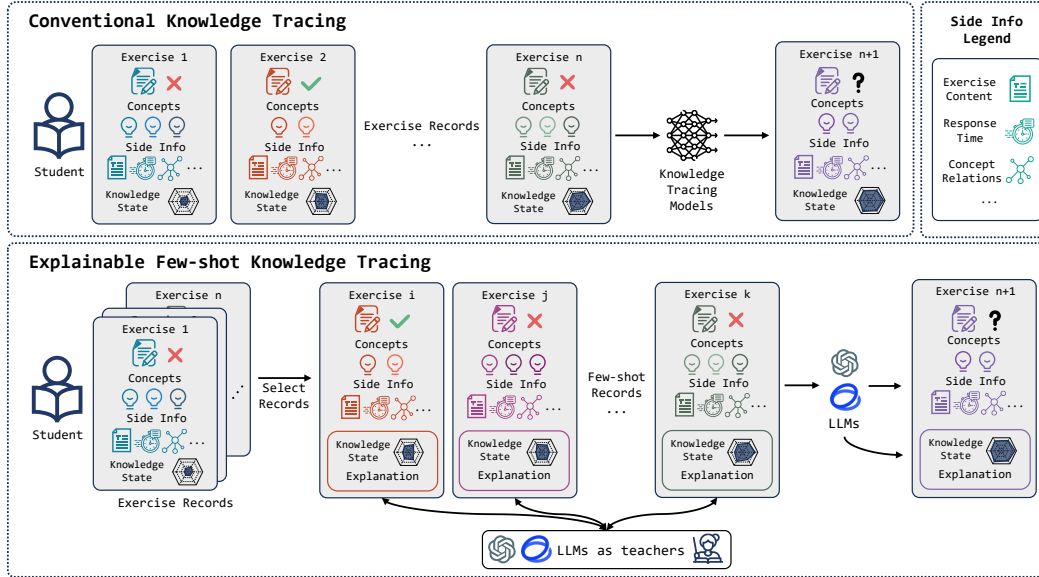 Conventional Knowledge Tracing
Exercise 1
Concepts
Side Info
...
Knowledge
State
Exercise 2
Concepts
Side Info
...
Knowledge
State
Student
Exercise Records
...
Exercise n
Concepts
Side Info
...
Knowledge
State
Knowledge
Tracing
Models
Exercise n+1
?
Concepts
Side Info
...
Knowledge
State
Side Info
Legend
Exercise
Content
Response
Time
Concept
Relations
...
Explainable Few-shot Knowledge Tracing
Exercise n
Exercise 1
Concepts
Side Info
...
Knowledge
State
Student
Exercise Records
Select
Records
Exercise i
Concepts
Side Info
...
Knowledge
State
Explanation
Exercise j
Concepts
Side Info
...
Knowledge
State
Explanation
Few-shot
Records
...
Exercise k
Concepts
Side Info
...
Knowledge
State
Explanation
LLMs
Exercise n+1
?
Concepts
Side Info
...
Knowledge
State
Explanation
LLMs as teachers